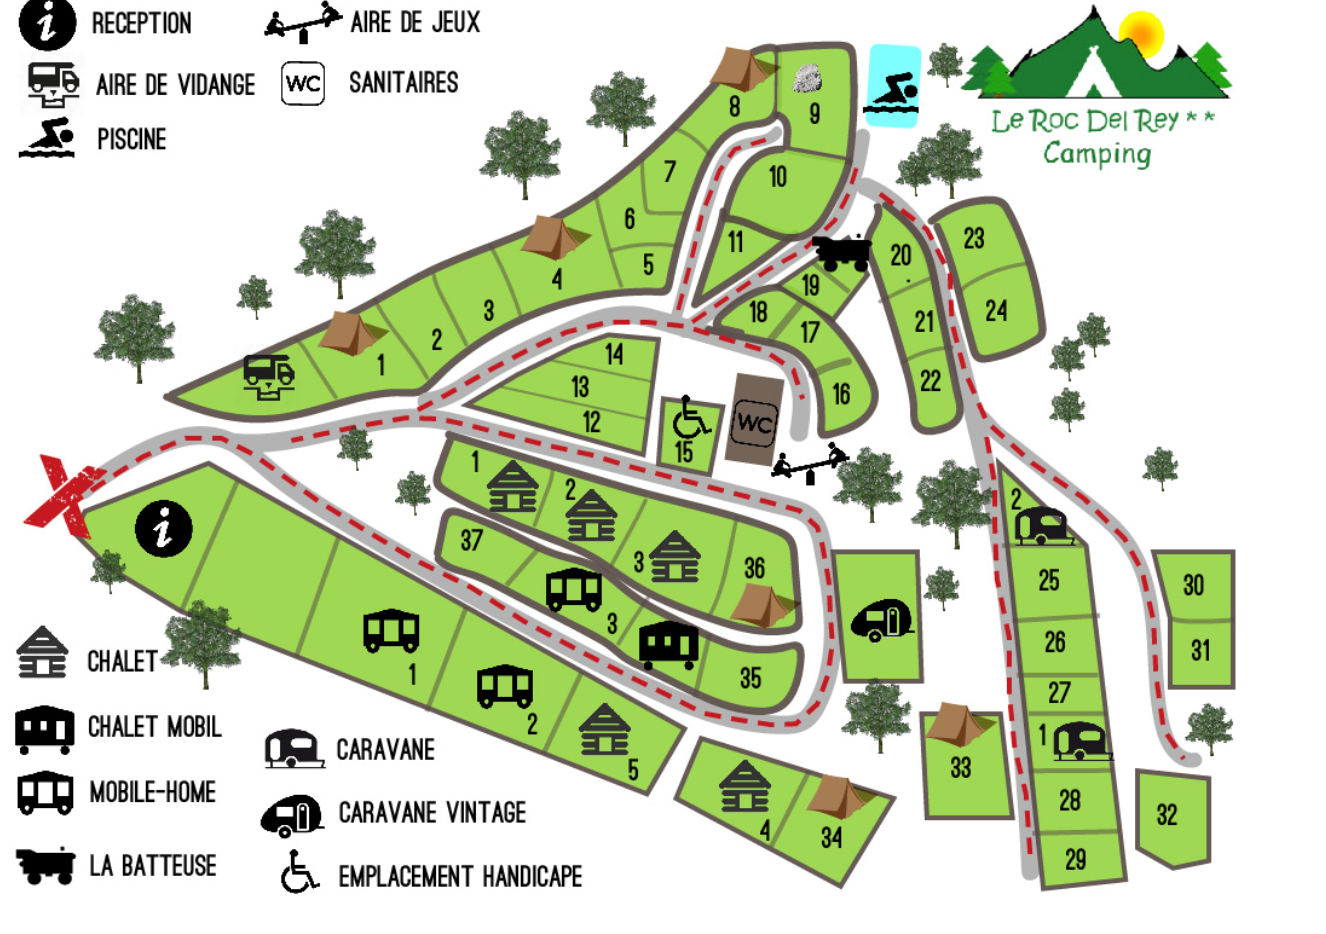 RECEPTION
AIRE DE JEUX
AIRE DE VIDANGE
WC
SANITAIRES
PISCINE
Le Roc Del Rey **
Camping
8
9
7
10
6
5
4
11
3
2
1
20
23
19
24
18
17
21
22
16
14
13
12
15
WC
1
2
3
36
37
3
35
1
2
5
4
34
2
25
26
27
1
28
29
30
31
32
33
CHALET
CHALET MOBIL
MOBILE-HOME
LA BATTEUSE
CARAVANE
CARAVANE VINTAGE
EMPLACEMENT HANDICAPE